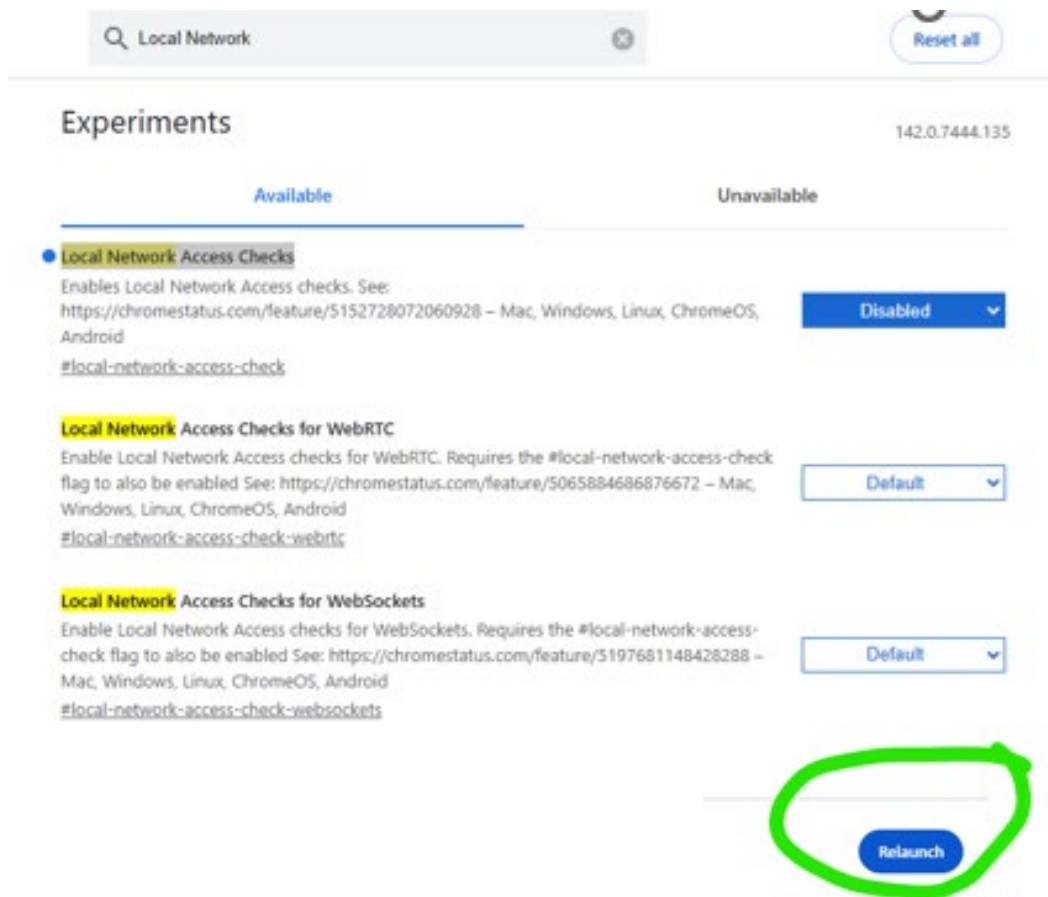 Local Network
Reset all
Experiments
142.0.7444.135
Available
Unavailable
Local Network Access Checks
Enables Local Network Access checks. See:
https://chromestatus.com/feature/5152728072060928 – Mac, Windows, Linux, ChromeOS,
Android
#local-network-access-check
Disabled
Local Network Access Checks for WebRTC
Enable Local Network Access checks for WebRTC. Requires the #local-network-access-check
flag to also be enabled See: https://chromestatus.com/feature/5065884686876672 – Mac,
Windows, Linux, ChromeOS, Android
#local-network-access-check-webrtc
Default
Local Network Access Checks for WebSockets
Enable Local Network Access checks for WebSockets. Requires the #local-network-access-
check flag to also be enabled See: https://chromestatus.com/feature/5197681148428288 –
Mac, Windows, Linux, ChromeOS, Android
#local-network-access-check-websockets
Default
Relaunch